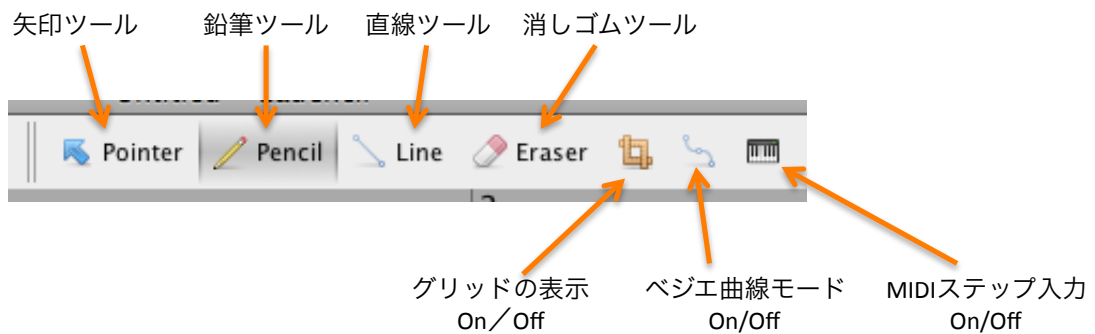 矢印ツール 鉛筆ツール 直線ツール 消しゴムツール
Pointer Pencil Line Eraser
グリッドの表示 ベジエ曲線モード MIDIステップ入力
On／Off On/Off On/Off